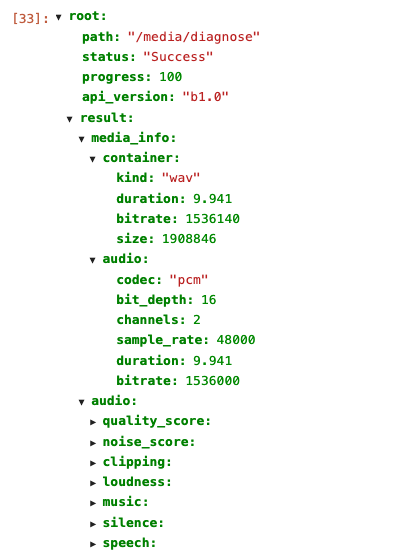 [33]: ▼ root:
path: "/media/diagnose"
status: "Success"
progress: 100
api_version: "b1.0"
▼ result:
▼ media_info:
▼ container:
kind: "wav"
duration: 9.941
bitrate: 1536140
size: 1908846
▼ audio:
codec: "pcm"
bit_depth: 16
channels: 2
sample_rate: 48000
duration: 9.941
bitrate: 1536000
▼ audio:
▶ quality_score:
▶ noise_score:
▶ clipping:
▶ loudness:
▶ music:
▶ silence:
▶ speech: